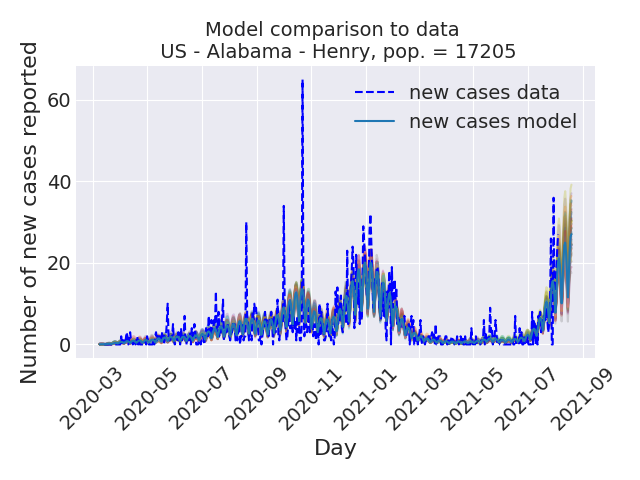 Model comparison to data
US - Alabama - Henry, pop. = 17205
Number of new cases reported
60
40
20
0
new cases data
new cases model
2020-03
2020-05
2020-07
2020-09
2020-11
2021-01
2021-03
2021-05
2021-07
2021-09
Day